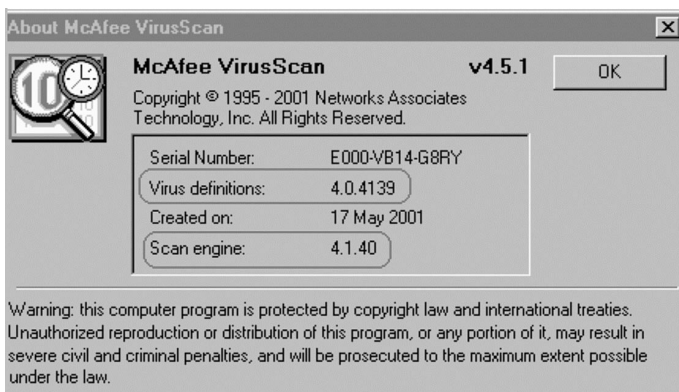 About McAfee VirusScan
McAfee VirusScan v4.5.1
OK
Copyright © 1995 - 2001 Networks Associates
Technology, Inc. All Rights Reserved.
Serial Number: E000-VB14-G8RY
Virus definitions: 4.0.4139
Created on: 17 May 2001
Scan engine: 4.1.40
Warning: this computer program is protected by copyright law and international treaties.
Unauthorized reproduction or distribution of this program, or any portion of it, may result in
severe civil and criminal penalties, and will be prosecuted to the maximum extent possible
under the law.